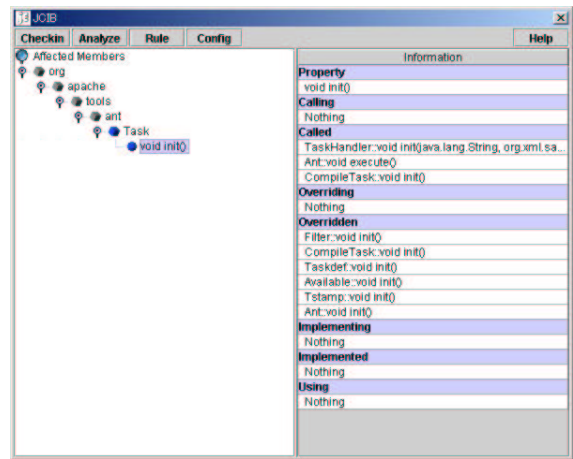 JCIB
Checkin Analyze Rule Config Help
Affected Members
org
apache
tools
ant
Task
void init()
Information
Property
void init()
Calling
Nothing
Called
TaskHandler::void init(java.lang.String, org.xml.sa...
Ant::void execute()
CompileTask::void init()
Overriding
Nothing
Overridden
Filter::void init()
CompileTask::void init()
Taskdef::void init()
Available::void init()
Tstamp::void init()
Ant::void init()
Implementing
Nothing
Implemented
Nothing
Using
Nothing